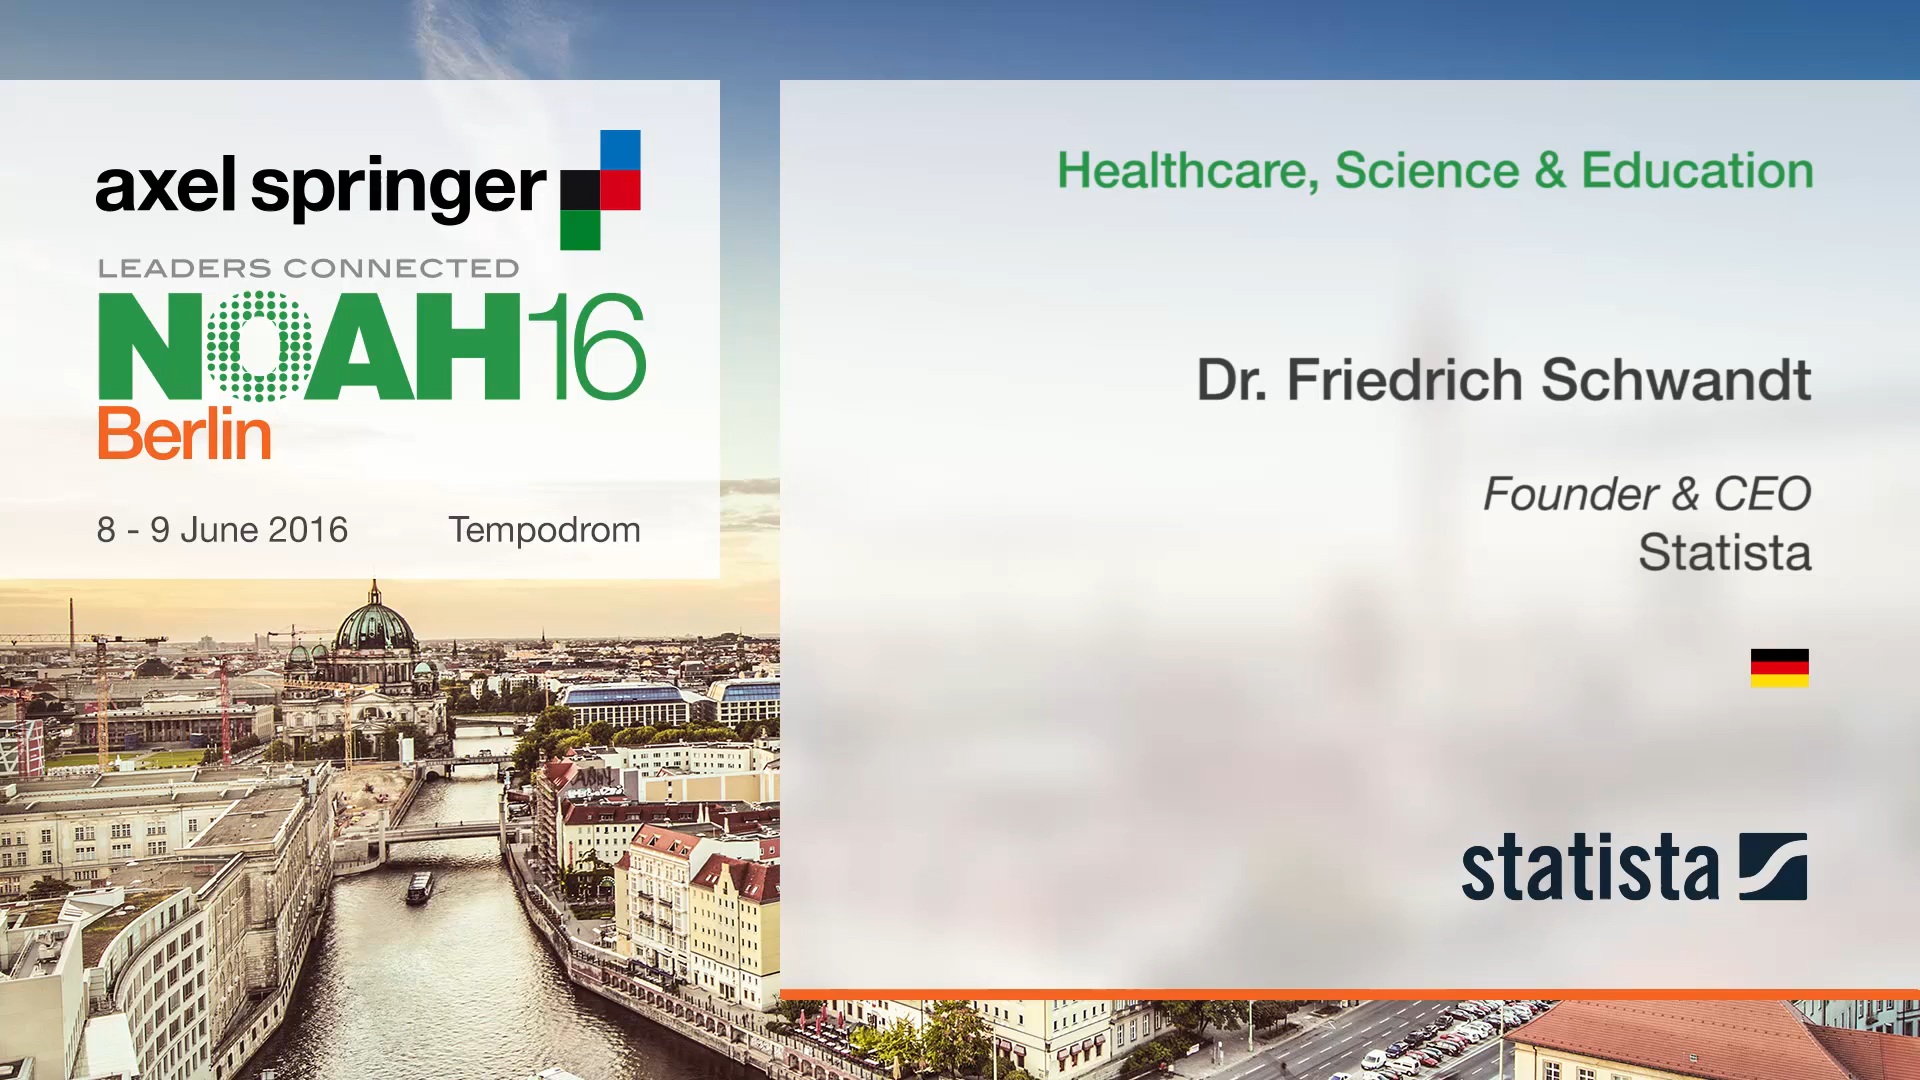 axel springer
LEADERS CONNECTED
NOAH16
Berlin
8 - 9 June 2016 Tempodrom
Healthcare, Science & Education
Dr. Friedrich Schwandt
Founder & CEO
Statista
statista